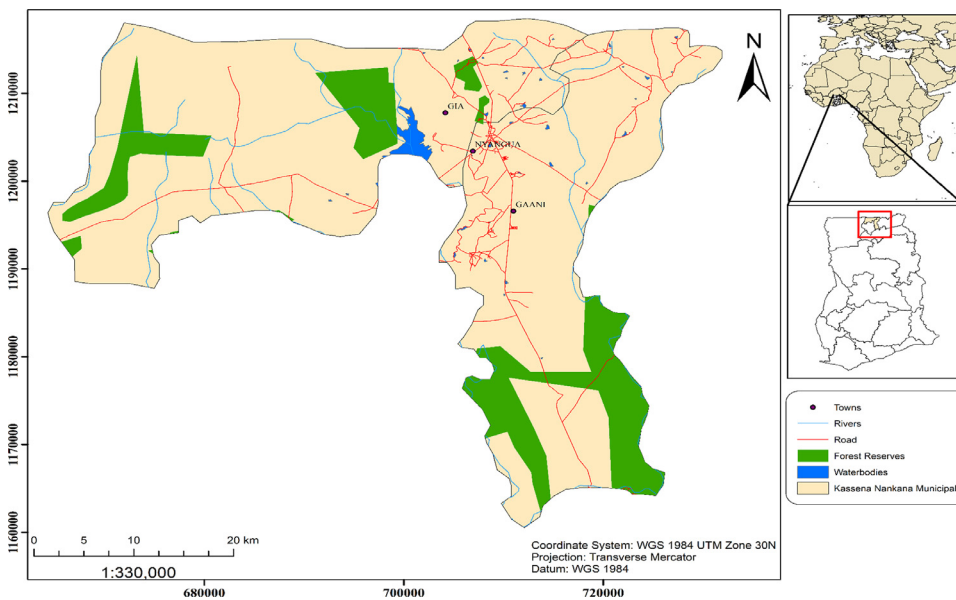 N
1210000
1200000
1190000
1180000
1170000
1160000
GIA
NYANGUA
GAANI
0 5 10 20 km
1:330,000
Coordinate System: WGS 1984 UTM Zone 30N
Projection: Transverse Mercator
Datum: WGS 1984
680000 700000 720000
Towns
Rivers
Road
Forest Reserves
Waterbodies
Kassena Nankana Municipal